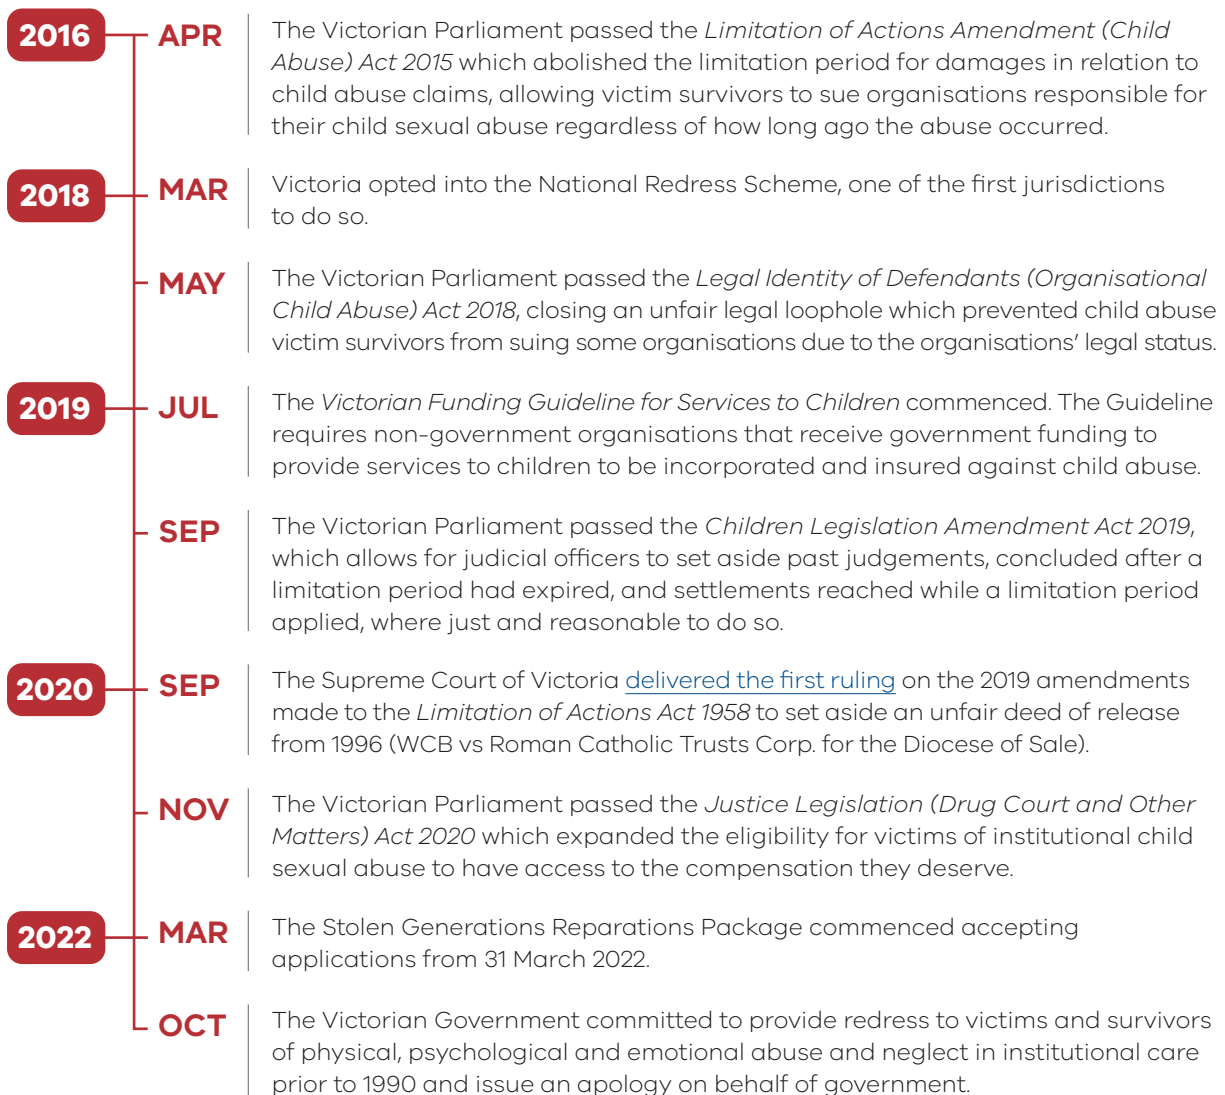 2016
APR
The Victorian Parliament passed the Limitation of Actions Amendment (Child
Abuse) Act 2015 which abolished the limitation period for damages in relation to
child abuse claims, allowing victim survivors to sue organisations responsible for
their child sexual abuse regardless of how long ago the abuse occurred.
2018
MAR
Victoria opted into the National Redress Scheme, one of the first jurisdictions
to do so.
MAY
The Victorian Parliament passed the Legal Identity of Defendants (Organisational
Child Abuse) Act 2018, closing an unfair legal loophole which prevented child abuse
victim survivors from suing some organisations due to the organisations' legal status.
2019
JUL
The Victorian Funding Guideline for Services to Children commenced. The Guideline
requires non-government organisations that receive government funding to
provide services to children to be incorporated and insured against child abuse.
SEP
The Victorian Parliament passed the Children Legislation Amendment Act 2019,
which allows for judicial officers to set aside past judgements, concluded after a
limitation period had expired, and settlements reached while a limitation period
applied, where just and reasonable to do so.
2020
SEP
The Supreme Court of Victoria delivered the first ruling on the 2019 amendments
made to the Limitation of Actions Act 1958 to set aside an unfair deed of release
from 1996 (WCB vs Roman Catholic Trusts Corp. for the Diocese of Sale).
NOV
The Victorian Parliament passed the Justice Legislation (Drug Court and Other
Matters) Act 2020 which expanded the eligibility for victims of institutional child
sexual abuse to have access to the compensation they deserve.
2022
MAR
The Stolen Generations Reparations Package commenced accepting
applications from 31 March 2022.
OCT
The Victorian Government committed to provide redress to victims and survivors
of physical, psychological and emotional abuse and neglect in institutional care
prior to 1990 and issue an apology on behalf of government.